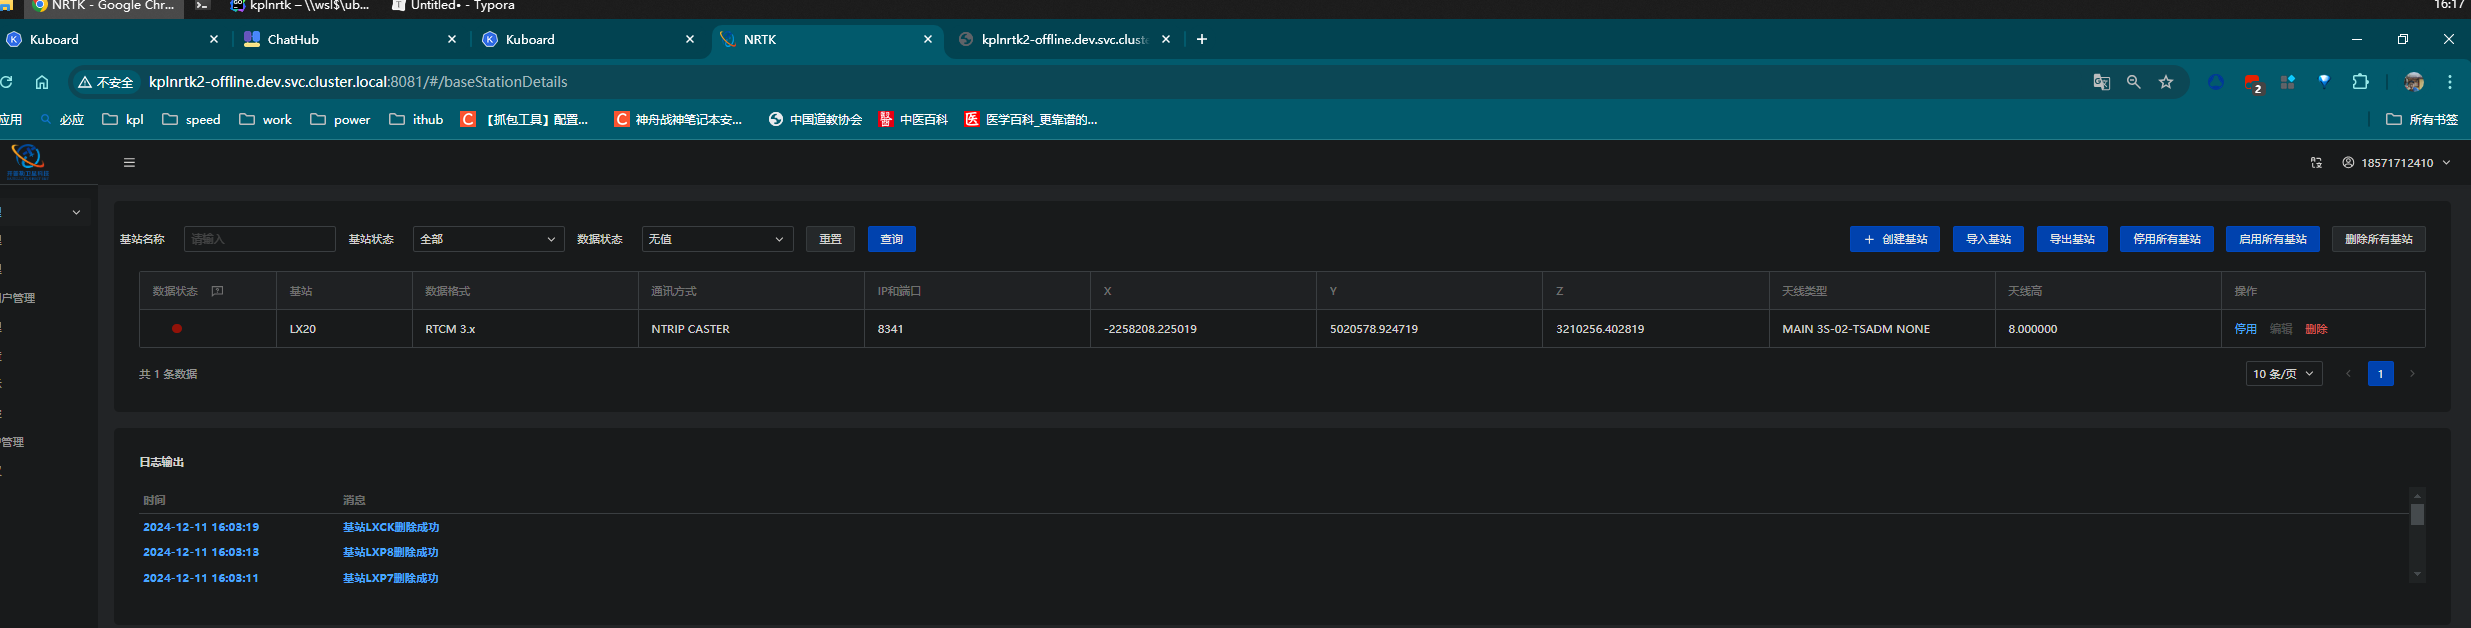 NRTK - Google Chr...
kplnrtk – \\wsl$\ub...
Untitled• - Typora
16:17
Kuboard
ChatHub
Kuboard
NRTK
kplnrtk2-offline.dev.svc.cluste
不安全
kplnrtk2-offline.dev.svc.cluster.local:8081/#/baseStationDetails
2
应用
必应
kpl
speed
work
power
ithub
【抓包工具】配置...
神舟战神笔记本安...
中国道教协会
中医百科
医学百科_更靠谱的...
所有书签
18571712410
户管理
管理
基站名称
请输入
基站状态
全部
数据状态
无值
重置
查询
＋ 创建基站
导入基站
导出基站
停用所有基站
启用所有基站
删除所有基站
数据状态 基站 数据格式 通讯方式 IP和端口 X Y Z 天线类型 天线高 操作
LX20 RTCM 3.x NTRIP CASTER 8341 -2258208.225019 5020578.924719 3210256.402819 MAIN 3S-02-TSADM NONE 8.000000 停用 编辑 删除
共 1 条数据
10 条/页
1
日志输出
时间 消息
2024-12-11 16:03:19 基站LXCK删除成功
2024-12-11 16:03:13 基站LXP8删除成功
2024-12-11 16:03:11 基站LXP7删除成功